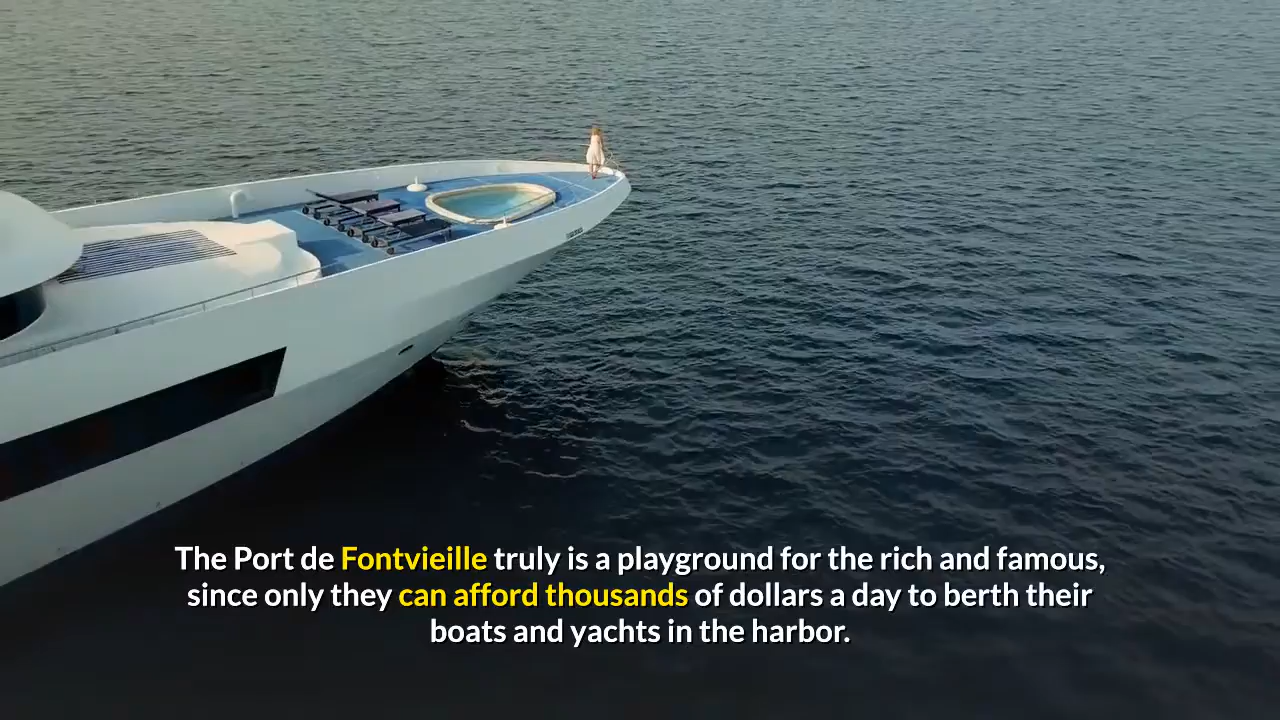 The Port de Fontvieille truly is a playground for the rich and famous,
since only they can afford thousands of dollars a day to berth their
boats and yachts in the harbor.